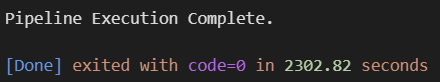 Pipeline Execution Complete.
[Done] exited with code=0 in 2302.82 seconds